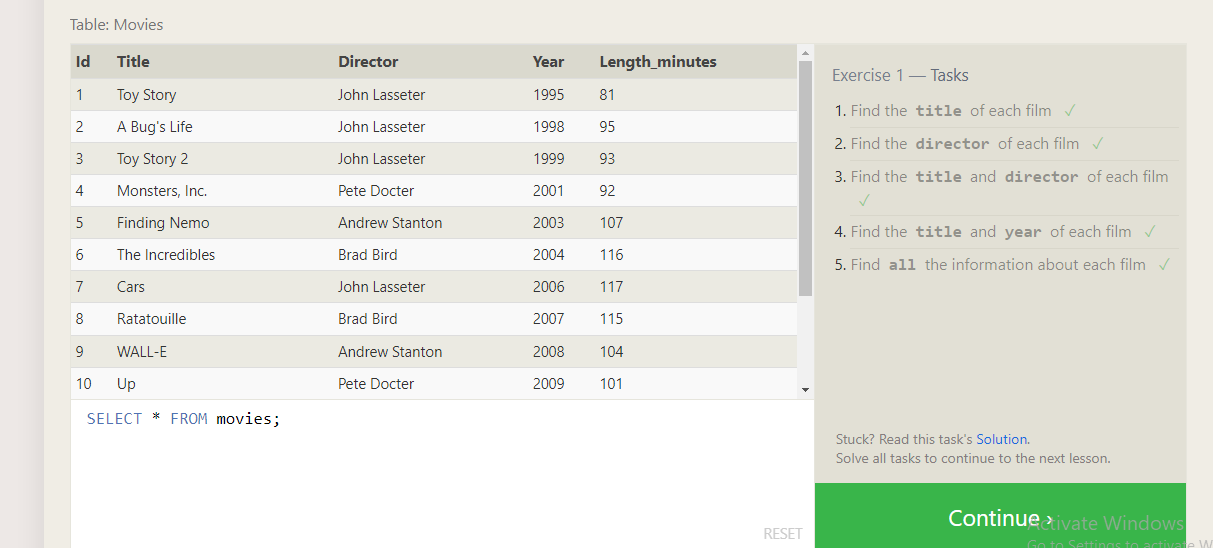 Table: Movies
Id Title Director Year Length_minutes
1 Toy Story John Lasseter 1995 81
2 A Bug's Life John Lasseter 1998 95
3 Toy Story 2 John Lasseter 1999 93
4 Monsters, Inc. Pete Docter 2001 92
5 Finding Nemo Andrew Stanton 2003 107
6 The Incredibles Brad Bird 2004 116
7 Cars John Lasseter 2006 117
8 Ratatouille Brad Bird 2007 115
9 WALL-E Andrew Stanton 2008 104
10 Up Pete Docter 2009 101
SELECT * FROM movies;
RESET
Exercise 1 — Tasks
1. Find the title of each film ✓
2. Find the director of each film ✓
3. Find the title and director of each film
✓
4. Find the title and year of each film ✓
5. Find all the information about each film ✓
Stuck? Read this task's Solution.
Solve all tasks to continue to the next lesson.
Continue ›
Activate Windows
Go to Settings to activate W